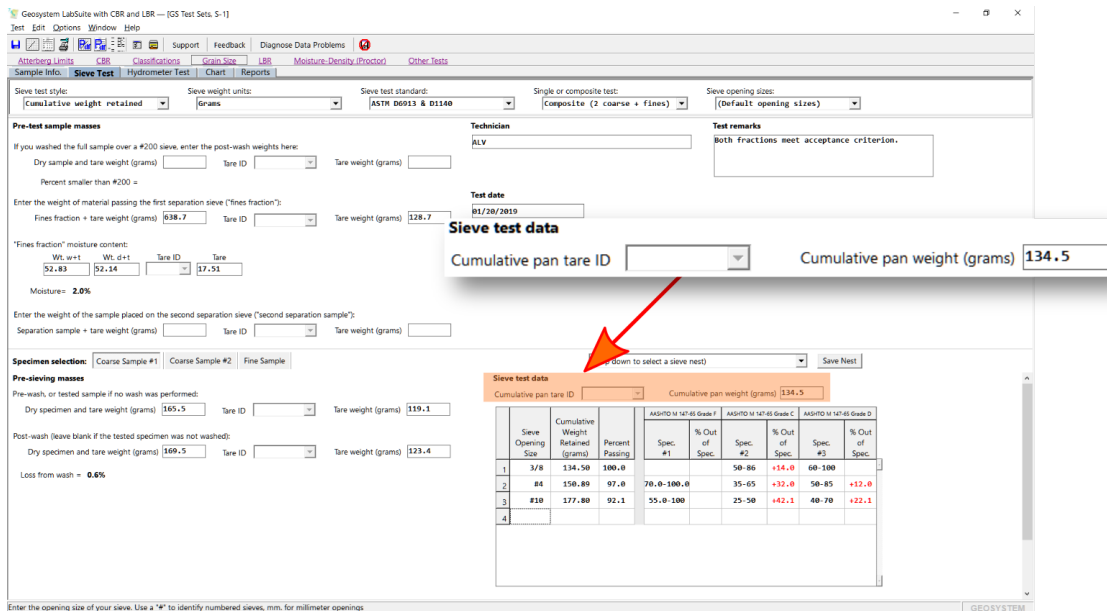 Geosystem LabSuite with CBR and LBR — [GS Test Sets, S-1]
Test Edit Options Window Help
Support Feedback Diagnose Data Problems
Atterberg Limits CBR Classifications Grain Size LBR Moisture-Density (Proctor) Other Tests
Sample Info. Sieve Test Hydrometer Test Chart Reports
Sieve test style: Sieve weight units: Sieve test standard: Single or composite test: Sieve opening sizes:
Cumulative weight retained Grams ASTM D6913 & D1140 Composite (2 coarse + fines) (Default opening sizes)
Pre-test sample masses Technician Test remarks
ALV Both fractions meet acceptance criterion.
If you washed the full sample over a #200 sieve, enter the post-wash weights here:
Dry sample and tare weight (grams) Tare ID Tare weight (grams)
Percent smaller than #200 =
Test date
Enter the weight of material passing the first separation sieve ("fines fraction"):
01/20/2019
Fines fraction + tare weight (grams) 638.7 Tare ID Tare weight (grams) 128.7
Sieve test data
Cumulative pan tare ID Cumulative pan weight (grams) 134.5
"Fines fraction" moisture content:
Wt. w+t Wt. d+t Tare ID Tare
52.83 52.14 17.51
Moisture= 2.0%
Enter the weight of the sample placed on the second separation sieve ("second separation sample"):
Separation sample + tare weight (grams) Tare ID Tare weight (grams)
Specimen selection: Coarse Sample #1 Coarse Sample #2 Fine Sample down to select a sieve nest) Save Nest
Pre-sieving masses Sieve test data
Pre-wash, or tested sample if no wash was performed: Cumulative pan tare ID Cumulative pan weight (grams) 134.5
Dry specimen and tare weight (grams) 165.5 Tare ID Tare weight (grams) 119.1
Post-wash (leave blank if the tested specimen was not washed):
Dry specimen and tare weight (grams) 169.5 Tare ID Tare weight (grams) 123.4
Loss from wash = 0.6%
AASHTO M 147-65 Grade F AASHTO M 147-65 Grade C AASHTO M 147-65 Grade D
Sieve Opening Size Cumulative Weight Retained (grams) Percent Passing Spec. #1 % Out of Spec. Spec. #2 % Out of Spec. Spec. #3 % Out of Spec.
1 3/8 134.50 100.0 50-86 +14.0 60-100
2 #4 150.89 97.0 70.0-100.0 35-65 +32.0 50-85 +12.0
3 #10 177.80 92.1 55.0-100 25-50 +42.1 40-70 +22.1
4
Enter the opening size of your sieve. Use a "#" to identify numbered sieves, mm. for millimeter openings GEOSYSTEM